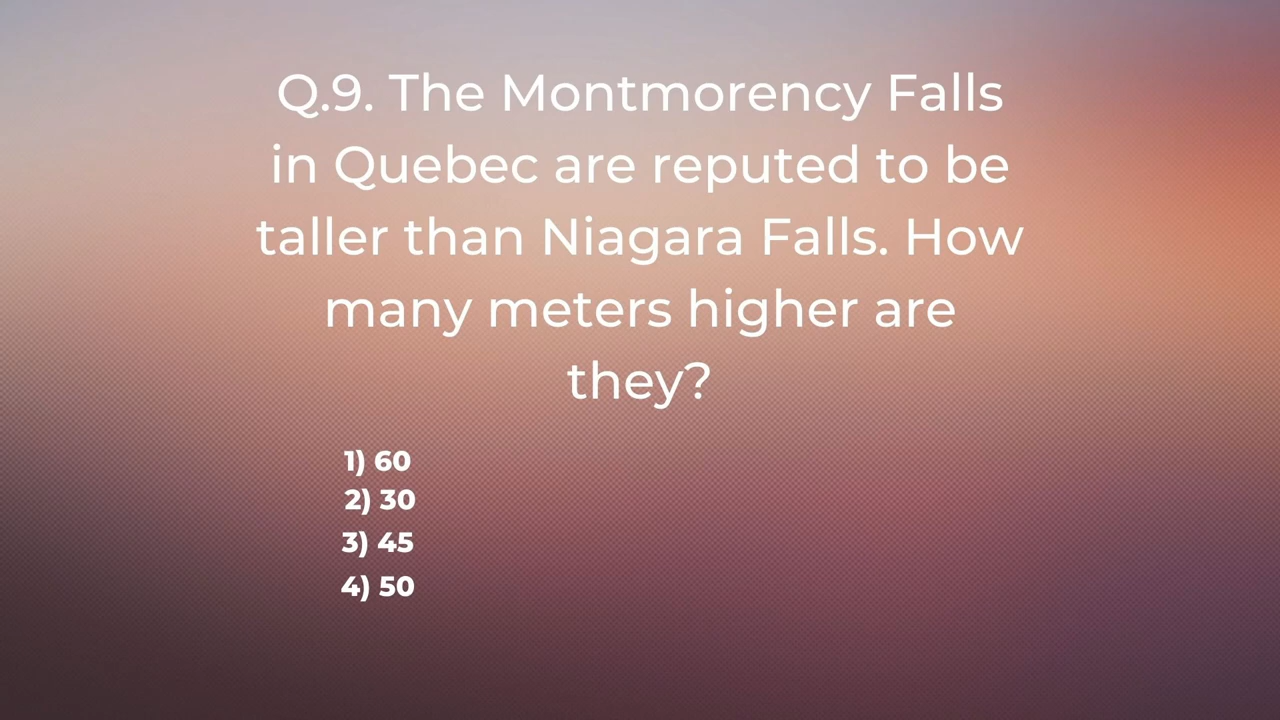 Q.9. The Montmorency Falls
in Quebec are reputed to be
taller than Niagara Falls. How
many meters higher are
they?
1) 60
2) 30
3) 45
4) 50